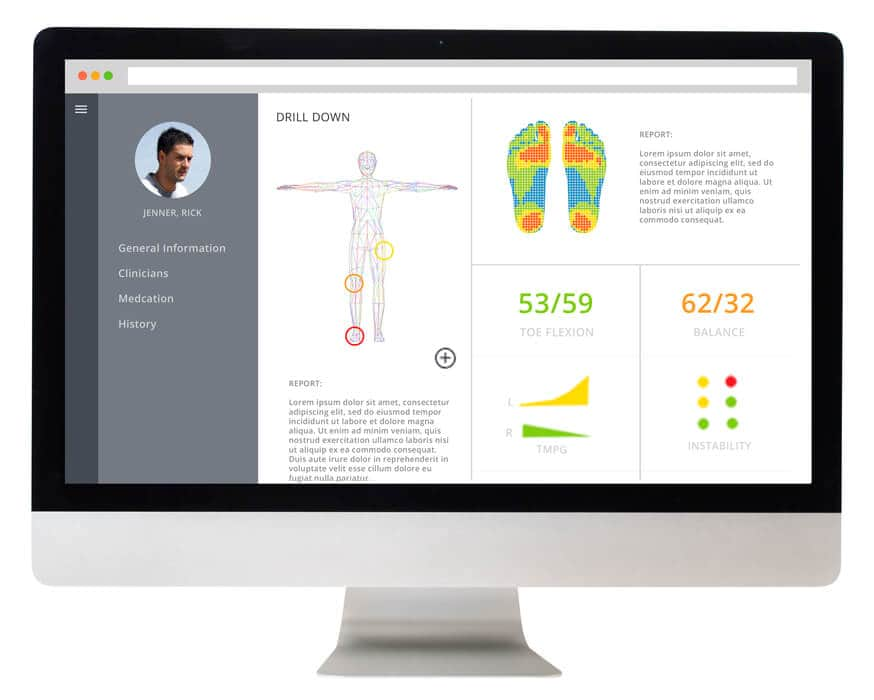 DRILL DOWN
JENNER, RICK
General Information
Clinicians
Medcation
History
REPORT:
Lorem ipsum dolor sit amet, consectetur
adipiscing elit, sed do eiusmod tempor
incididunt ut labore et dolore magna
aliqua. Ut enim ad minim veniam, quis
nostrud exercitation ullamco laboris nisi
ut aliquip ex ea commodo consequat.
Duis aute irure dolor in reprehenderit in
voluptate velit esse cillum dolore eu
fugiat nulla pariatur
REPORT:
Lorem ipsum dolor sit amet, sed do
eiusmod tempor incididunt ut
labore et dolore magna aliqua. Ut
enim ad minim veniam, quis
nostrud exercitation ullamco
laboris nisi ut aliquip ex ea
commodo consequat.
53/59
TOE FLEXION
62/32
BALANCE
L
R
TMPG
INSTABILITY